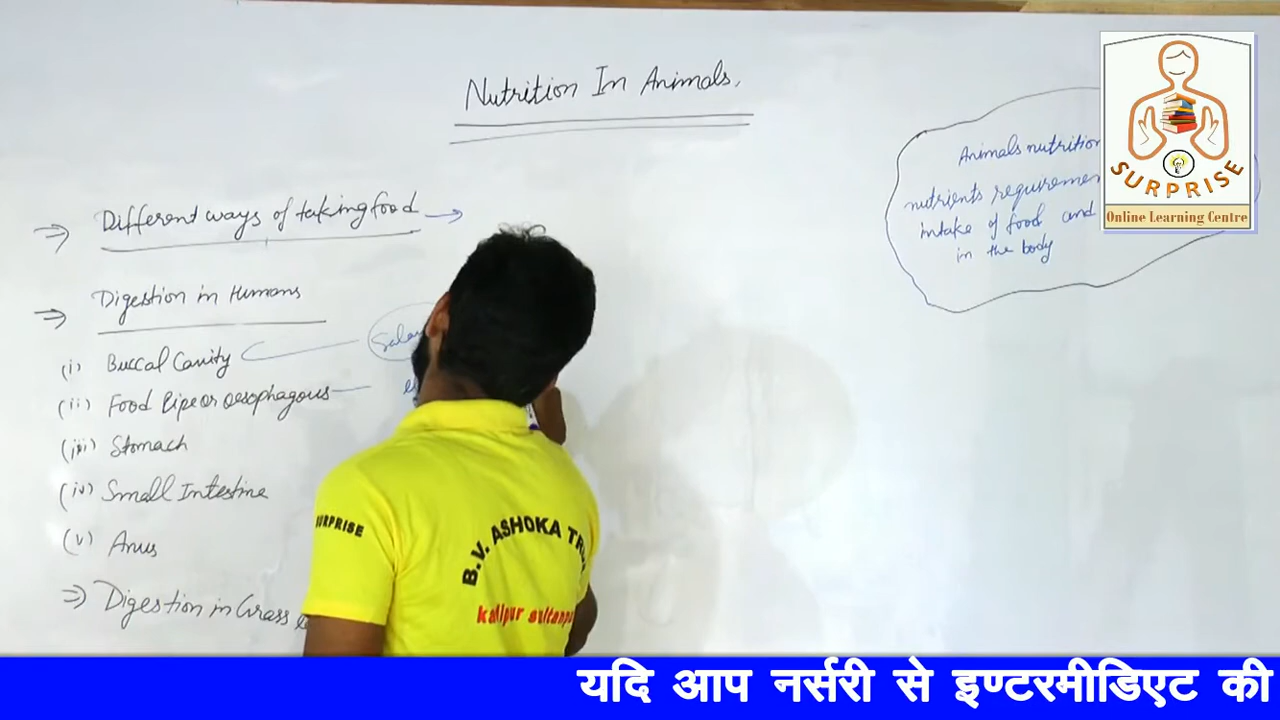 Nutrition In Animals.
Animals nutrition
nutrients
intake of food and
in the body
SURPRISE
Online Learning Centre
⇒ Different ways of taking food →
⇒ Digestion in Humans
(i) Buccal Cavity
(ii) Food Pipe or oesophagous
(iii) Stomach
(iv) Small Intestine
(v) Anus
⇒ Digestion in Grass
SURPRISE
B.V. ASHOKA
kadipur
यदि आप नर्सरी से इण्टरमीडिएट की